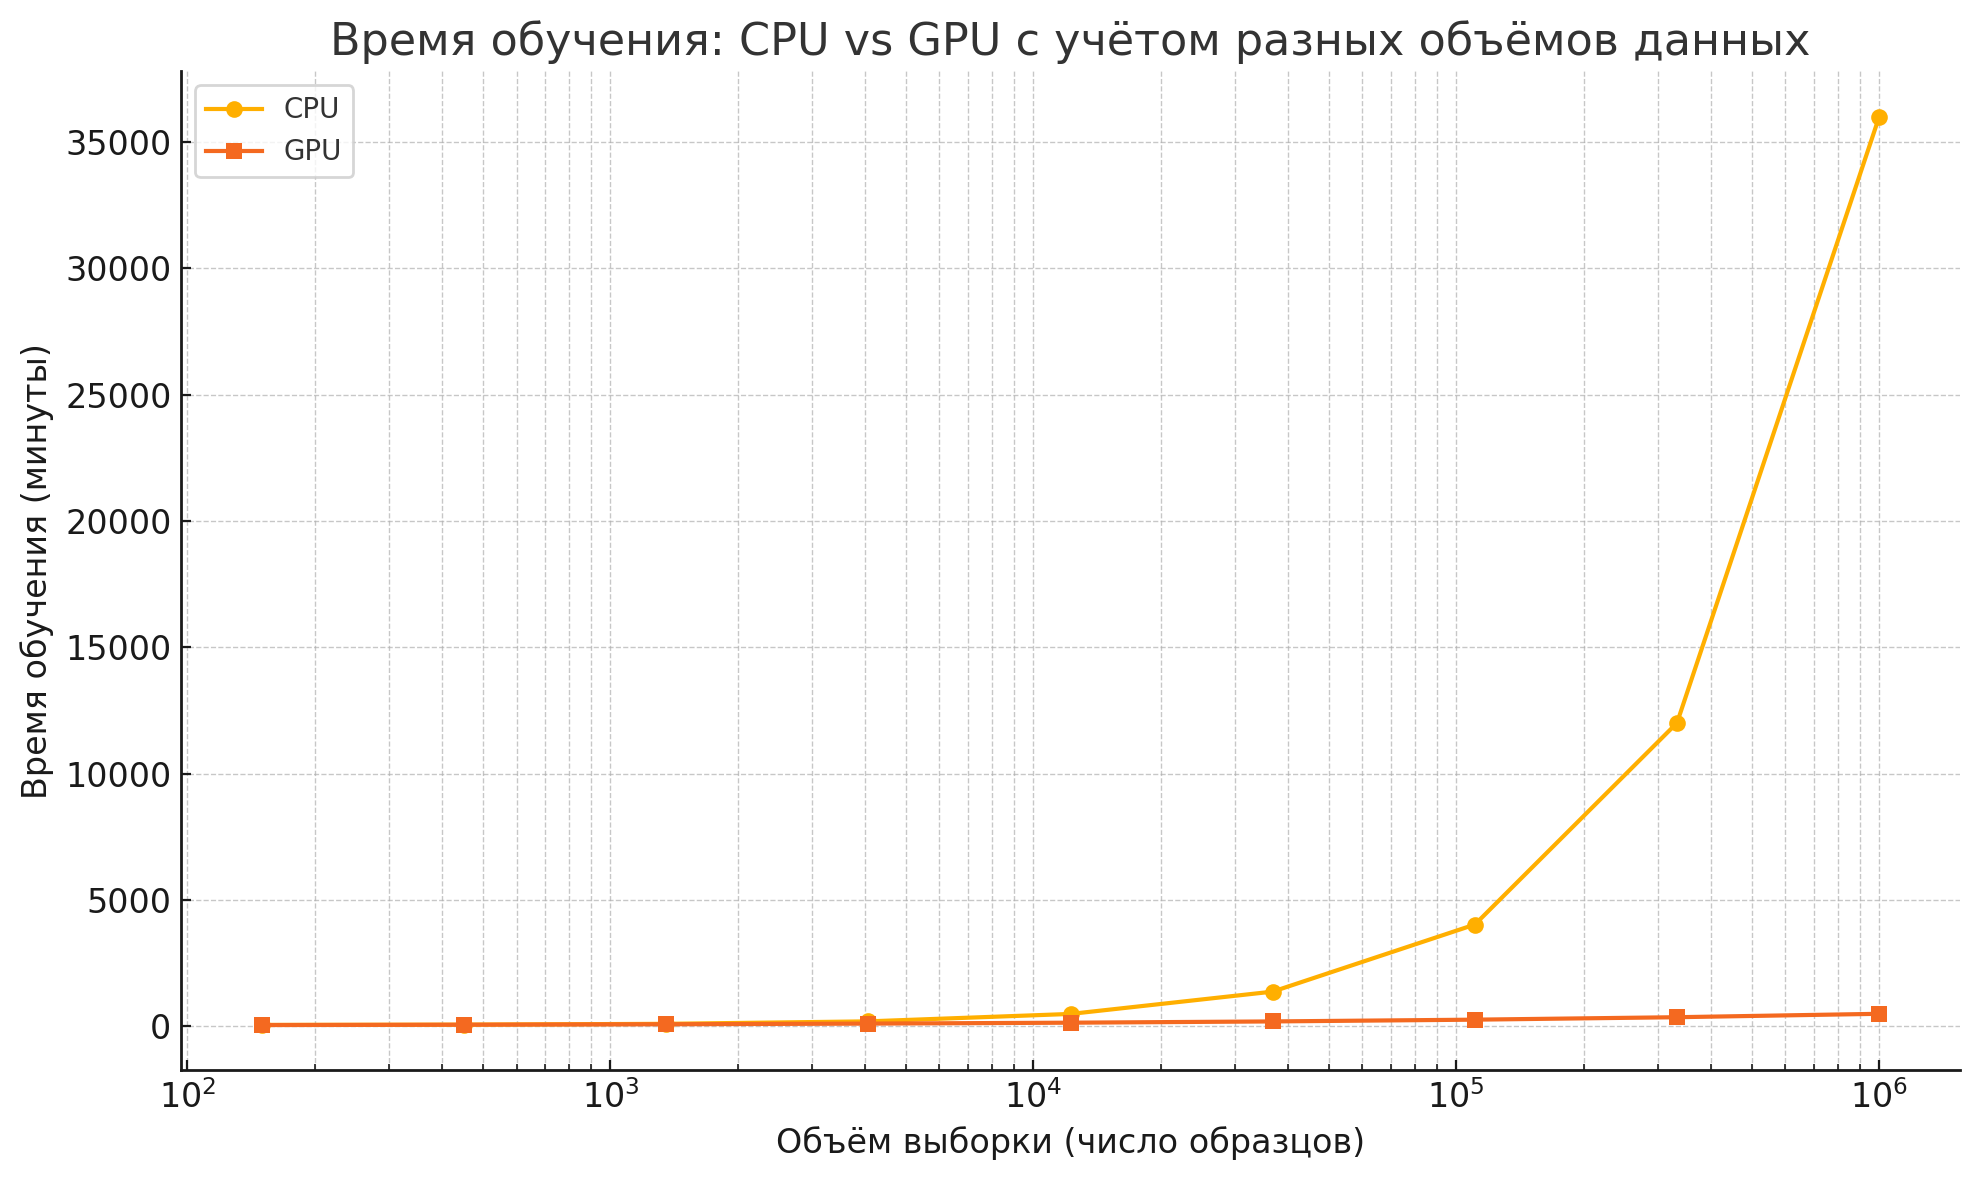 Время обучения: CPU vs GPU с учётом разных объёмов данных
CPU
GPU
Время обучения (минуты)
35000
30000
25000
20000
15000
10000
5000
0
10² 10³ 10⁴ 10⁵ 10⁶
Объём выборки (число образцов)